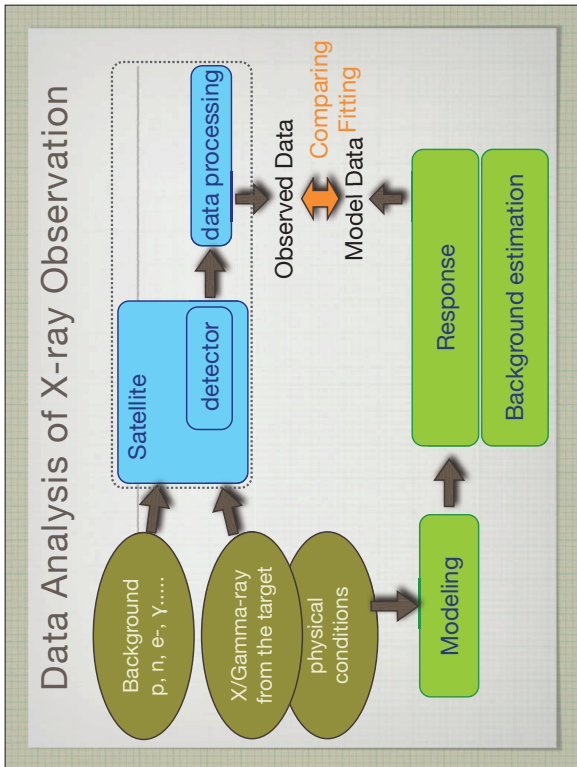 Data Analysis of X-ray Observation
Background
p, n, e-, γ.....
X/Gamma-ray
from the target
physical
conditions
Satellite
detector
data processing
Observed Data
Comparing
Fitting
Model Data
Modeling
Response
Background estimation